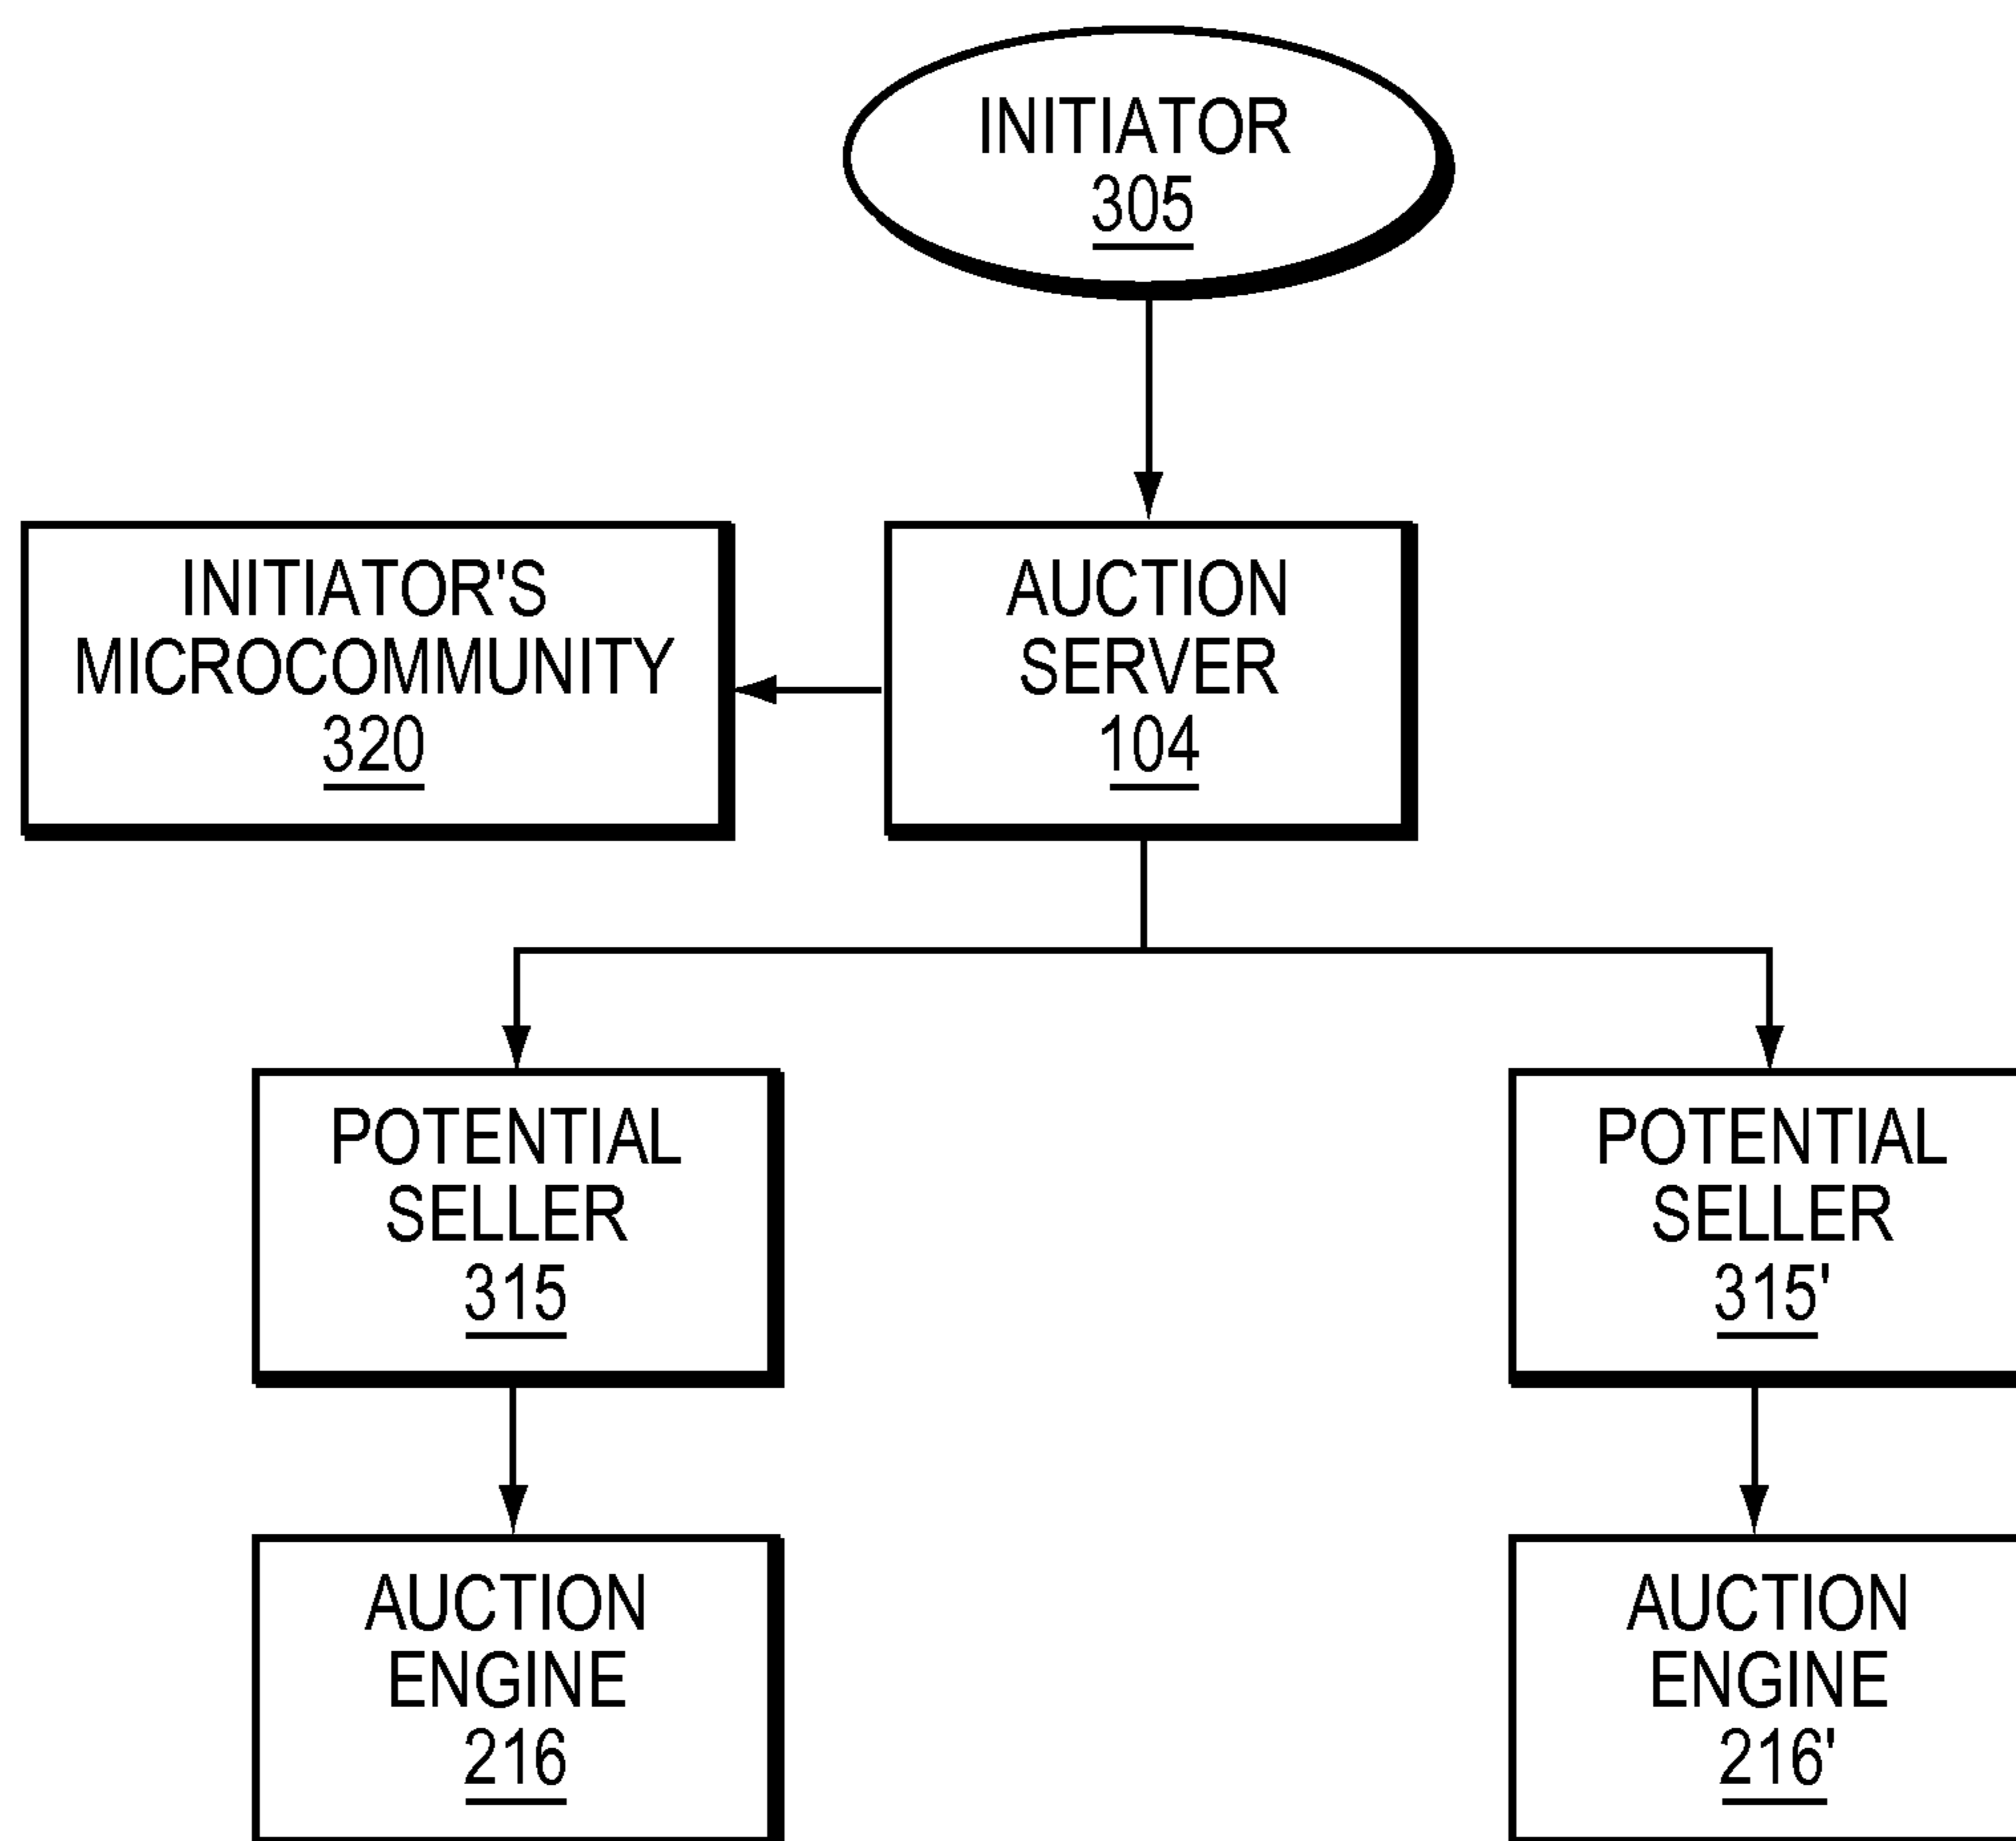 INITIATOR
305
INITIATOR'S
MICROCOMMUNITY
320
AUCTION
SERVER
104
POTENTIAL
SELLER
315
POTENTIAL
SELLER
315'
AUCTION
ENGINE
216
AUCTION
ENGINE
216'